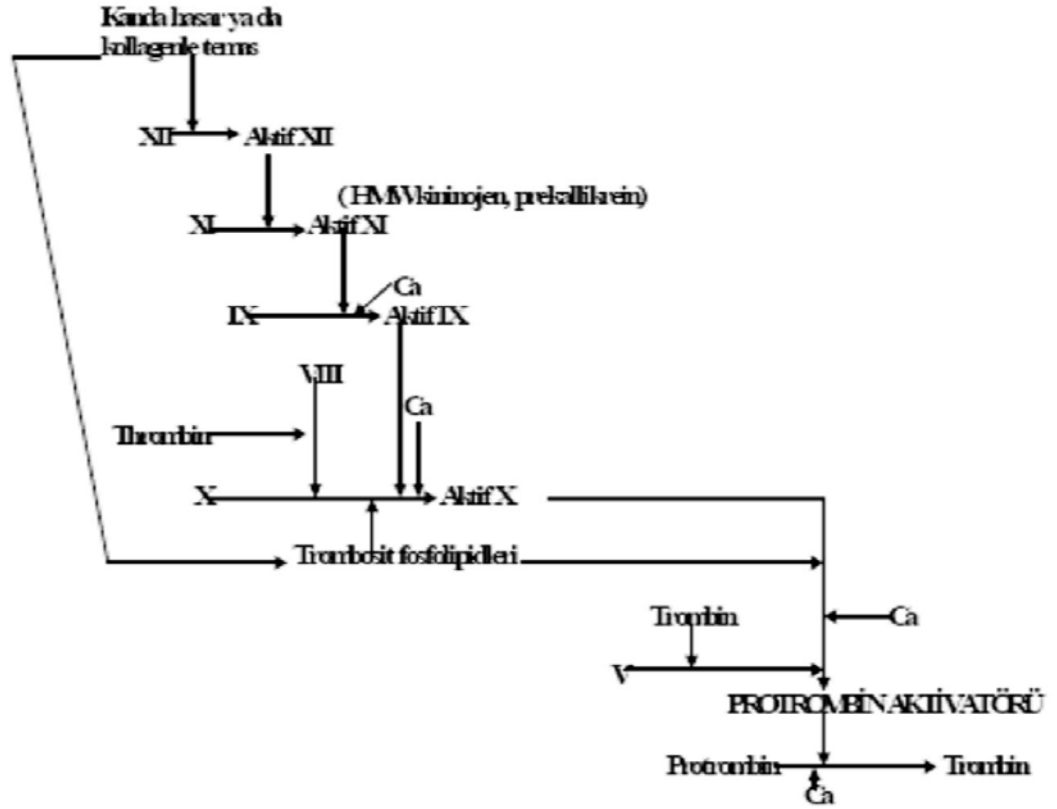 Kanda hasar ya da
kollagenle temas
XII Aktif XII
(HMW kininojen, prekallikrein)
XI Aktif XI
Ca
IX Aktif IX
VIII
Ca
Thrombin
X Aktif X
Trombosit fosfolipidleri
Trombin Ca
V
PROTROMBİN AKTİVATÖRÜ
Protrombin Trombin
Ca